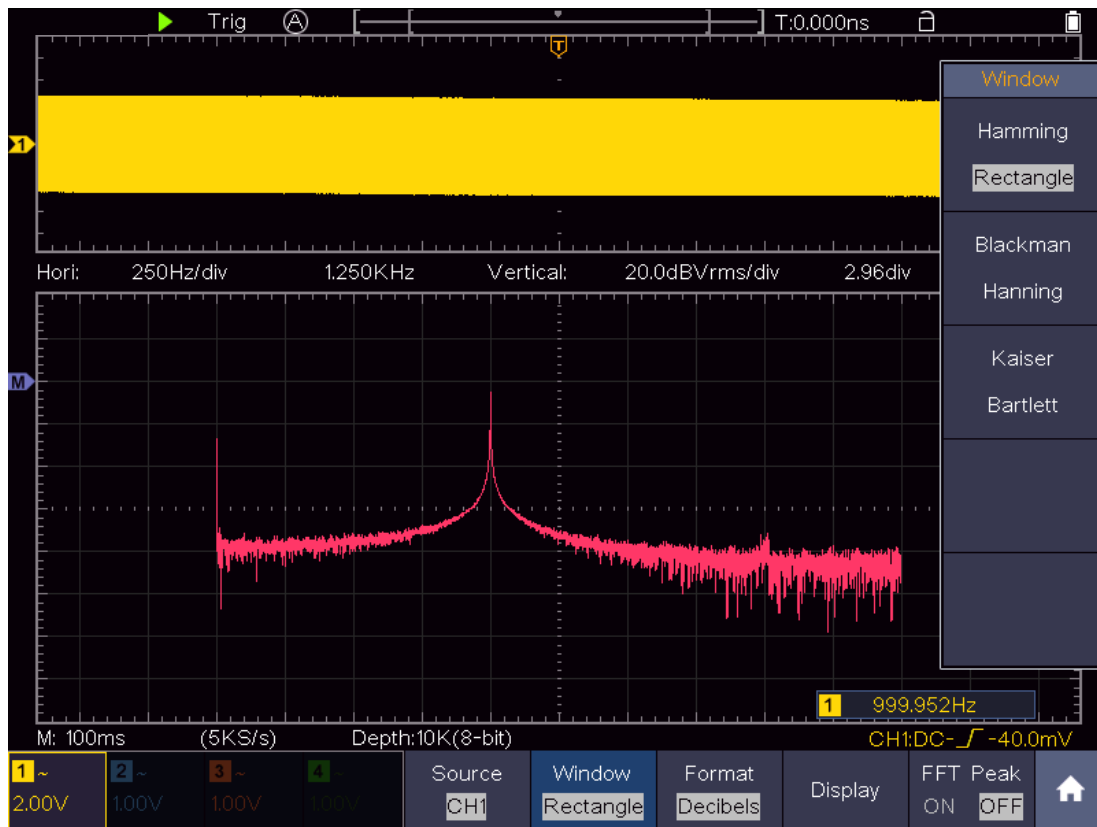 Trig A T:0.000ns
T
Window
Hamming
1
Rectangle
Blackman
Hori: 250Hz/div 1.250KHz Vertical: 20.0dBVrms/div 2.96div
Hanning
Kaiser
M
Bartlett
1 999.952Hz
M: 100ms (5KS/s) Depth:10K(8-bit) CH1:DC- -40.0mV
1 ~ 2 ~ 3 ~ 4 ~ Source Window Format Display FFT Peak
2.00V 1.00V 1.00V 1.00V CH1 Rectangle Decibels ON OFF